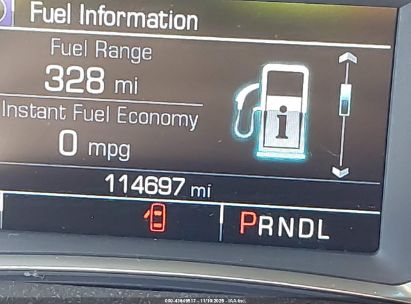 Fuel Information
Fuel Range
328 mi
Instant Fuel Economy
0 mpg
i
114697 mi
PRNDL